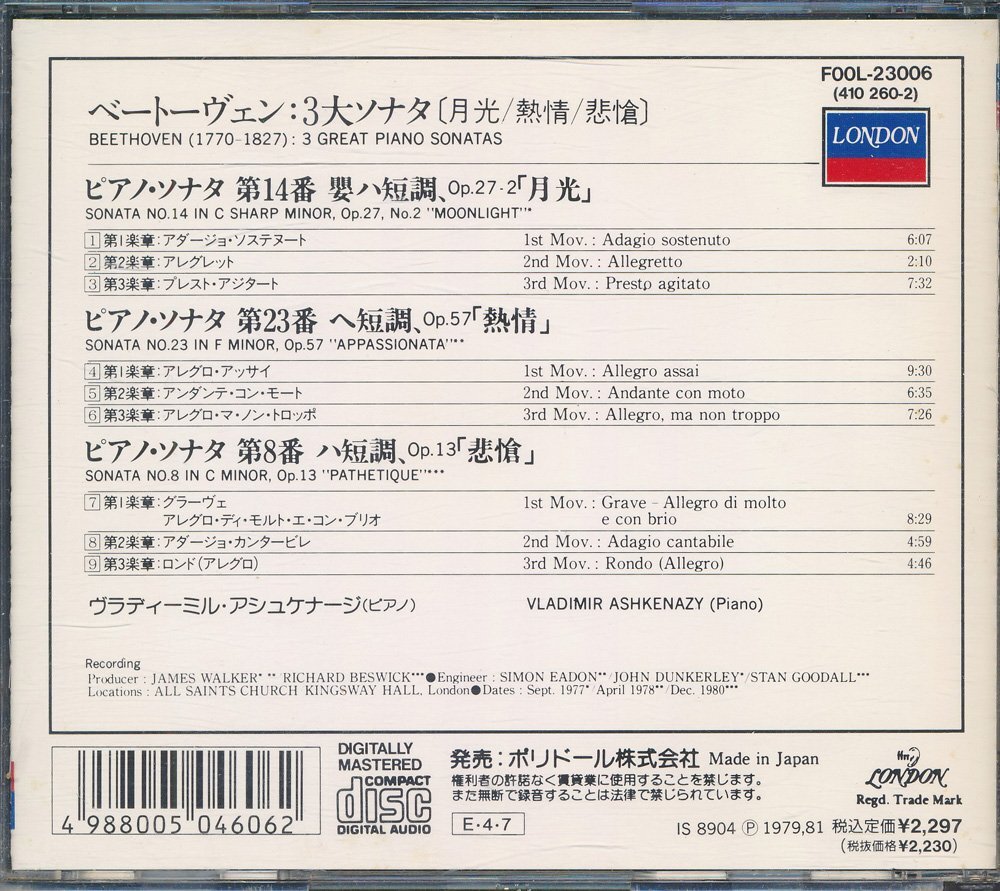 F00L-23006
(410 260-2)
LONDON
ベートーヴェン:3大ソナタ〔月光/熱情/悲愴〕
BEETHOVEN (1770-1827): 3 GREAT PIANO SONATAS
ピアノ・ソナタ 第14番 嬰ハ短調、Op.27-2「月光」
SONATA NO.14 IN C SHARP MINOR, Op.27, No.2 "MOONLIGHT"*
1 第1楽章:アダージョ・ソステヌート 1st Mov.: Adagio sostenuto 6:07
2 第2楽章:アレグレット 2nd Mov.: Allegretto 2:10
3 第3楽章:プレスト・アジタート 3rd Mov.: Presto agitato 7:32
ピアノ・ソナタ 第23番 ヘ短調、Op.57「熱情」
SONATA NO.23 IN F MINOR, Op.57 "APPASSIONATA"**
4 第1楽章:アレグロ・アッサイ 1st Mov.: Allegro assai 9:30
5 第2楽章:アンダンテ・コン・モート 2nd Mov.: Andante con moto 6:35
6 第3楽章:アレグロ・マ・ノン・トロッポ 3rd Mov.: Allegro, ma non troppo 7:26
ピアノ・ソナタ 第8番 ハ短調、Op.13「悲愴」
SONATA NO.8 IN C MINOR, Op.13 "PATHETIQUE"***
7 第1楽章:グラーヴェ 1st Mov.: Grave - Allegro di molto
アレグロ・ディ・モルト・エ・コン・ブリオ e con brio 8:29
8 第2楽章:アダージョ・カンタービレ 2nd Mov.: Adagio cantabile 4:59
9 第3楽章:ロンド(アレグロ) 3rd Mov.: Rondo (Allegro) 4:46
ヴラディーミル・アシュケナージ(ピアノ) VLADIMIR ASHKENAZY (Piano)
Recording
Producer : JAMES WALKER* ** RICHARD BESWICK***●Engineer : SIMON EADON**/JOHN DUNKERLEY*/STAN GOODALL***
Locations : ALL SAINTS CHURCH KINGSWAY HALL, London●Dates : Sept. 1977*/April 1978**/Dec. 1980***
4 988005 046062
DIGITALLY
MASTERED
COMPACT
disc
DIGITAL AUDIO
発売:ポリドール株式会社 Made in Japan
権利者の許諾なく賃貸業に使用することを禁じます。
また無断で録音することは法律で禁じられています。
E・4・7
IS 8904 Ⓟ 1979,81 税込定価¥2,297
(税抜価格¥2,230)
ffrr
LONDON
Regd. Trade Mark